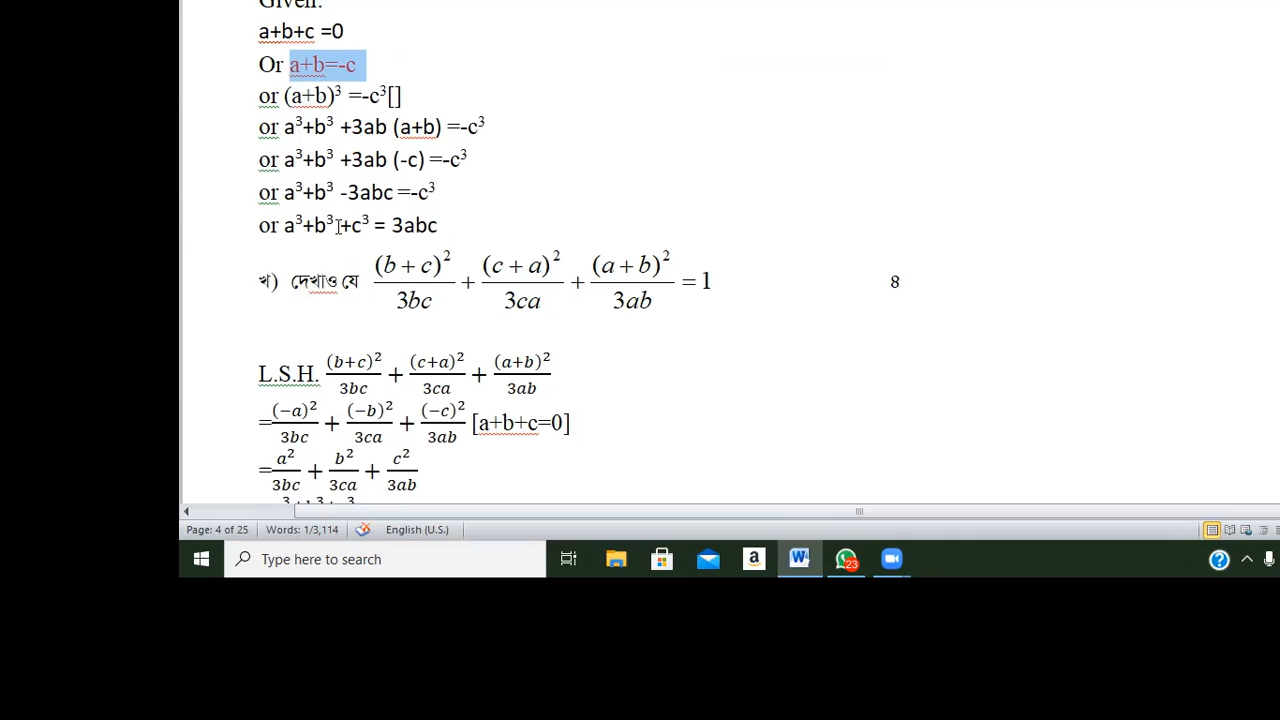 Given:
a+b+c =0
Or a+b=-c
or (a+b)³ =-c³[]
or a³+b³ +3ab (a+b) =-c³
or a³+b³ +3ab (-c) =-c³
or a³+b³ -3abc =-c³
or a³+b³ +c³ = 3abc
খ) দেখাও যে (b + c)²/3bc + (c + a)²/3ca + (a + b)²/3ab = 1 8
L.S.H. (b+c)²/3bc + (c+a)²/3ca + (a+b)²/3ab
=(−a)²/3bc + (−b)²/3ca + (−c)²/3ab [a+b+c=0]
=a²/3bc + b²/3ca + c²/3ab
Page: 4 of 25 Words: 1/3,114 English (U.S.)
Type here to search
23